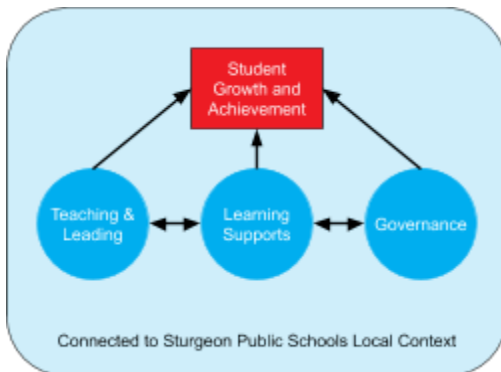 Student
Growth and
Achievement
Teaching &
Leading
Learning
Supports
Governance
Connected to Sturgeon Public Schools Local Context